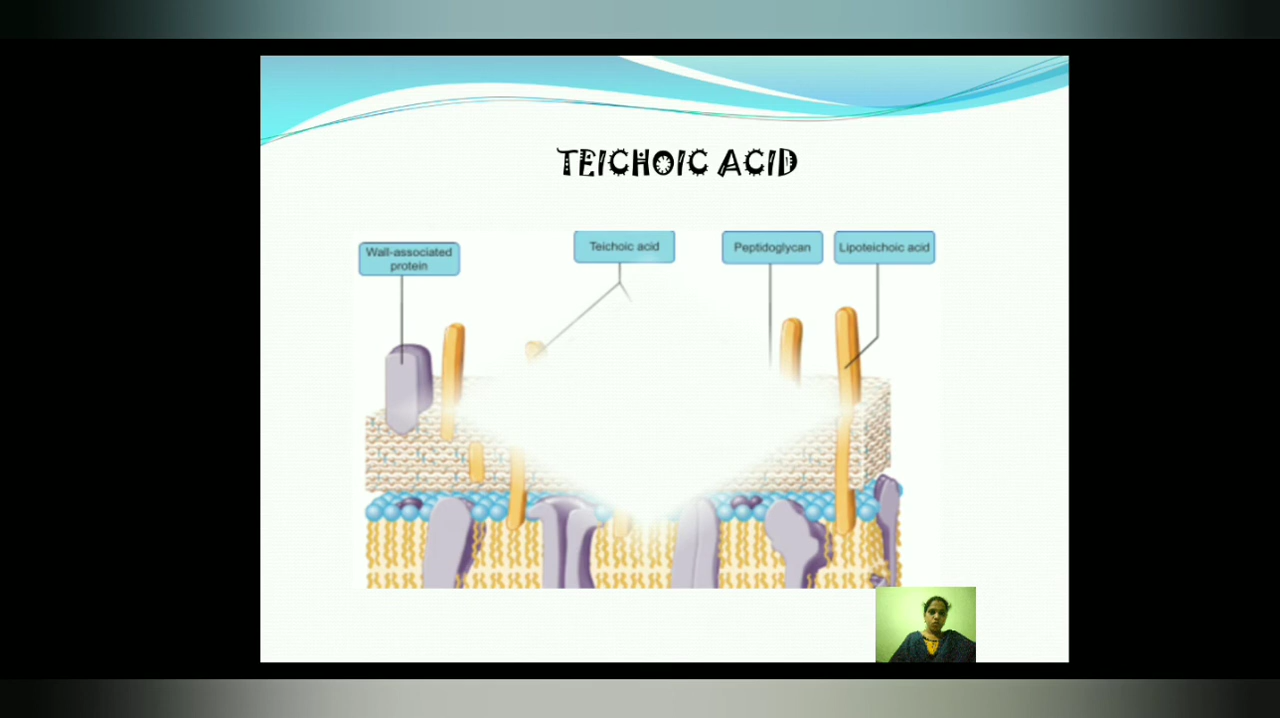 TEICHOIC ACID
Wall-associated
protein
Teichoic acid
Peptidoglycan
Lipoteichoic acid